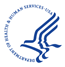 DEPARTMENT OF HEALTH & HUMAN SERVICES • USA